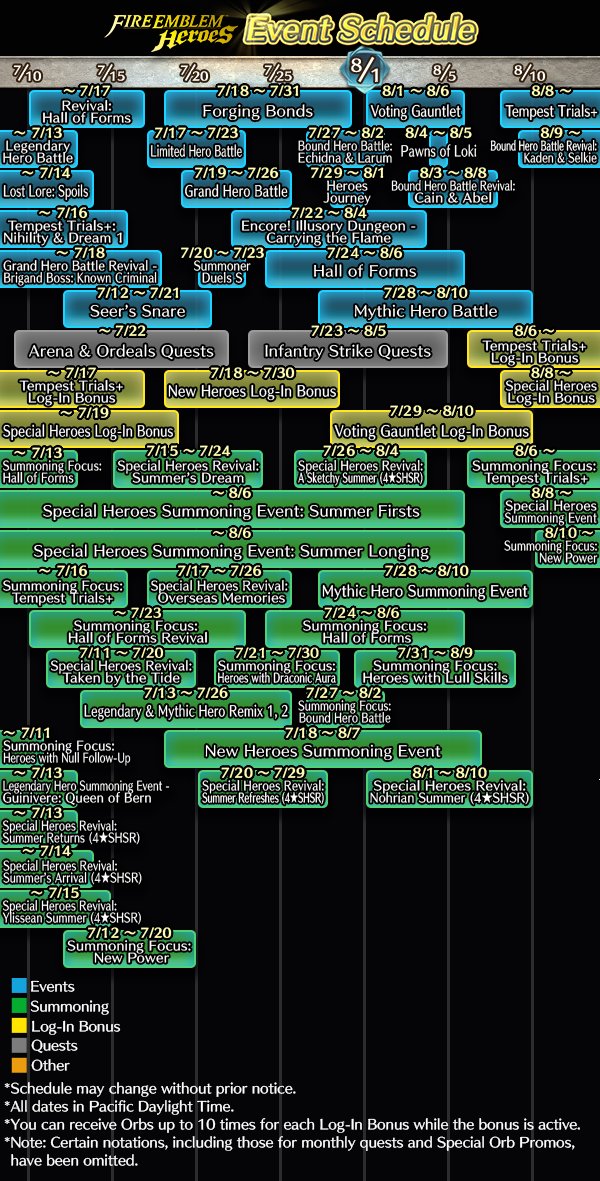 FIRE EMBLEM
Heroes
Event Schedule
7/10 7/15 7/20 7/25 8/1 8/5 8/10
~ 7/17
Revival:
Hall of Forms
7/18 ~ 7/31
Forging Bonds
8/1 ~ 8/6
Voting Gauntlet
8/8 ~
Tempest Trials+
~ 7/13
Legendary
Hero Battle
7/17 ~ 7/23
Limited Hero Battle
7/27 ~ 8/2
Bound Hero Battle:
Echidna & Larum
8/4 ~ 8/5
Pawns of Loki
8/9 ~
Bound Hero Battle Revival:
Kaden & Selkie
~ 7/14
Lost Lore: Spoils
7/19 ~ 7/26
Grand Hero Battle
7/29 ~ 8/1
Heroes
Journey
8/3 ~ 8/8
Bound Hero Battle Revival:
Cain & Abel
~ 7/16
Tempest Trials+:
Nihility & Dream 1
7/22 ~ 8/4
Encore! Illusory Dungeon -
Carrying the Flame
~ 7/18
Grand Hero Battle Revival -
Brigand Boss: Known Criminal
7/20 ~ 7/23
Summoner
Duels S
7/24 ~ 8/6
Hall of Forms
7/12 ~ 7/21
Seer's Snare
7/28 ~ 8/10
Mythic Hero Battle
~ 7/22
Arena & Ordeals Quests
7/23 ~ 8/5
Infantry Strike Quests
8/6 ~
Tempest Trials+
Log-In Bonus
~ 7/17
Tempest Trials+
Log-In Bonus
7/18 ~ 7/30
New Heroes Log-In Bonus
8/8 ~
Special Heroes
Log-In Bonus
~ 7/19
Special Heroes Log-In Bonus
7/29 ~ 8/10
Voting Gauntlet Log-In Bonus
~ 7/13
Summoning Focus:
Hall of Forms
7/15 ~ 7/24
Special Heroes Revival:
Summer's Dream
7/26 ~ 8/4
Special Heroes Revival:
A Sketchy Summer (4★SHSR)
8/6 ~
Summoning Focus:
Tempest Trials+
~ 8/6
Special Heroes Summoning Event: Summer Firsts
8/8 ~
Special Heroes
Summoning Event
~ 8/6
Special Heroes Summoning Event: Summer Longing
8/10 ~
Summoning Focus:
New Power
~ 7/16
Summoning Focus:
Tempest Trials+
7/17 ~ 7/26
Special Heroes Revival:
Overseas Memories
7/28 ~ 8/10
Mythic Hero Summoning Event
~ 7/23
Summoning Focus:
Hall of Forms Revival
7/24 ~ 8/6
Summoning Focus:
Hall of Forms
7/11 ~ 7/20
Special Heroes Revival:
Taken by the Tide
7/21 ~ 7/30
Summoning Focus:
Heroes with Draconic Aura
7/31 ~ 8/9
Summoning Focus:
Heroes with Lull Skills
7/13 ~ 7/26
Legendary & Mythic Hero Remix 1, 2
7/27 ~ 8/2
Summoning Focus:
Bound Hero Battle
~ 7/11
Summoning Focus:
Heroes with Null Follow-Up
7/18 ~ 8/7
New Heroes Summoning Event
~ 7/13
Legendary Hero Summoning Event -
Guinivere: Queen of Bern
7/20 ~ 7/29
Special Heroes Revival:
Summer Refreshes (4★SHSR)
8/1 ~ 8/10
Special Heroes Revival:
Nohrian Summer (4★SHSR)
~ 7/13
Special Heroes Revival:
Summer Returns (4★SHSR)
~ 7/14
Special Heroes Revival:
Summer's Arrival (4★SHSR)
~ 7/15
Special Heroes Revival:
Ylissean Summer (4★SHSR)
7/12 ~ 7/20
Summoning Focus:
New Power
Events
Summoning
Log-In Bonus
Quests
Other
*Schedule may change without prior notice.
*All dates in Pacific Daylight Time.
*You can receive Orbs up to 10 times for each Log-In Bonus while the bonus is active.
*Note: Certain notations, including those for monthly quests and Special Orb Promos,
have been omitted.